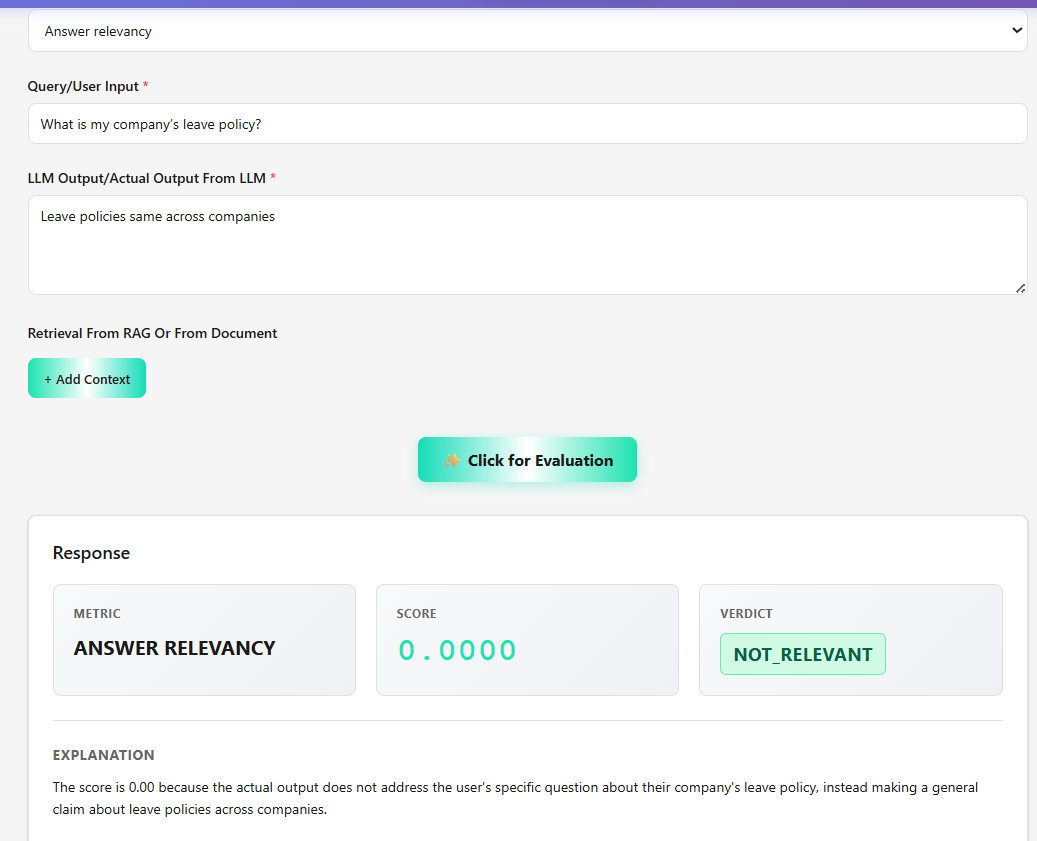 Answer relevancy
Query/User Input *
What is my company’s leave policy?
LLM Output/Actual Output From LLM *
Leave policies same across companies
Retrieval From RAG Or From Document
+ Add Context
✨ Click for Evaluation
Response
METRIC
ANSWER RELEVANCY
SCORE
0.0000
VERDICT
NOT_RELEVANT
EXPLANATION
The score is 0.00 because the actual output does not address the user's specific question about their company's leave policy, instead making a general
claim about leave policies across companies.